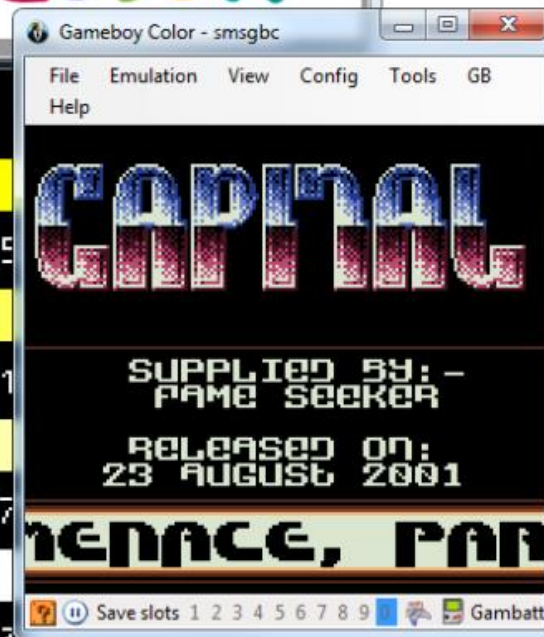 Gameboy Color - smsgbc
File Emulation View Config Tools GB
Help
CAPITAL
SUPPLIED BY:-
FAME SEEKER
RELEASED ON:
23 AUGUST 2001
MENACE, PAR
Save slots 1 2 3 4 5 6 7 8 9 0 Gambatt